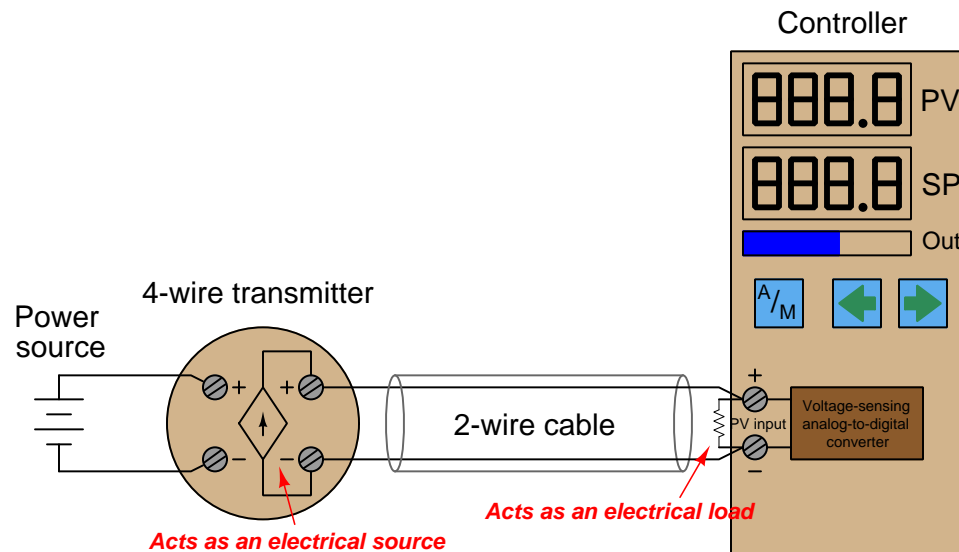 Controller
888.8
PV
888.8
SP
Out
A/M
4-wire transmitter
Power
source
+
+
-
-
2-wire cable
+
PV input
-
Voltage-sensing
analog-to-digital
converter
Acts as an electrical load
Acts as an electrical source